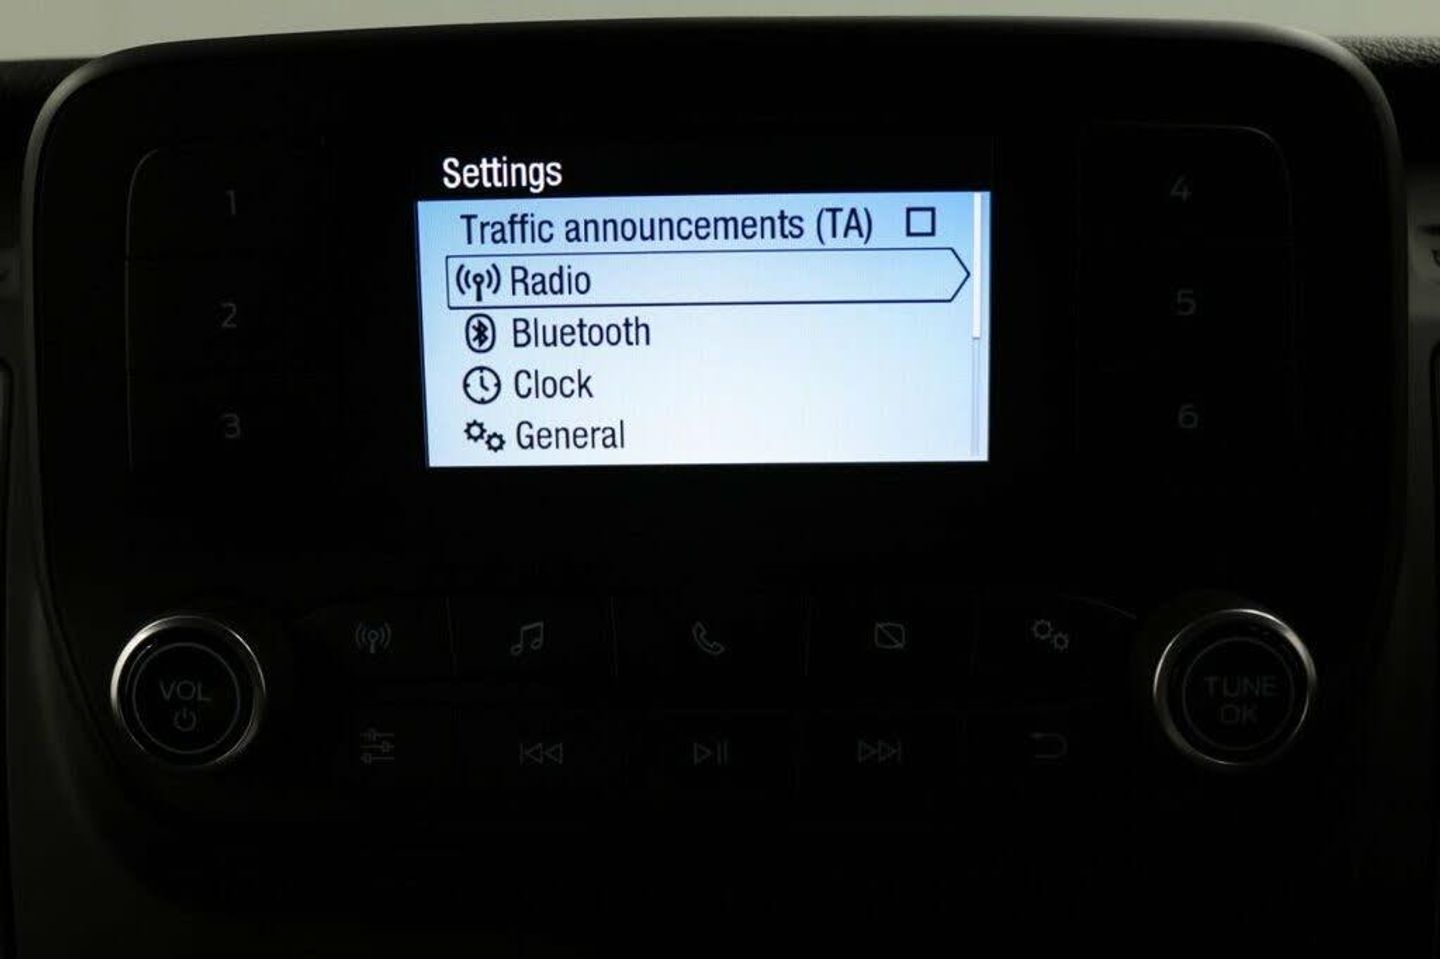 Settings
Traffic announcements (TA)
Radio
Bluetooth
Clock
General
1
2
3
4
5
6
VOL
TUNE
OK